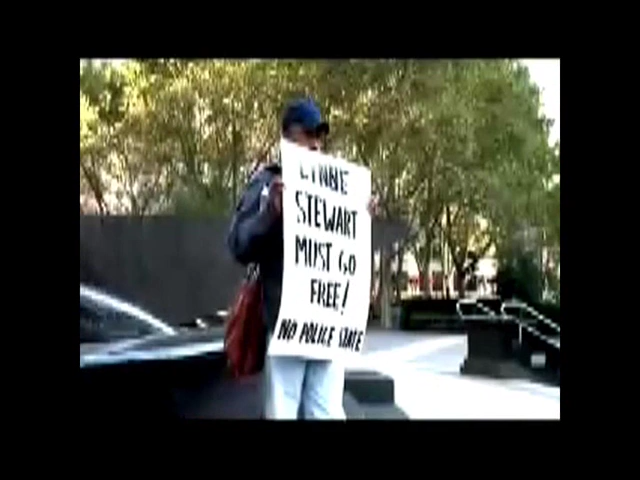 LYNNE
STEWART
MUST GO
FREE!
NO POLICE STATE